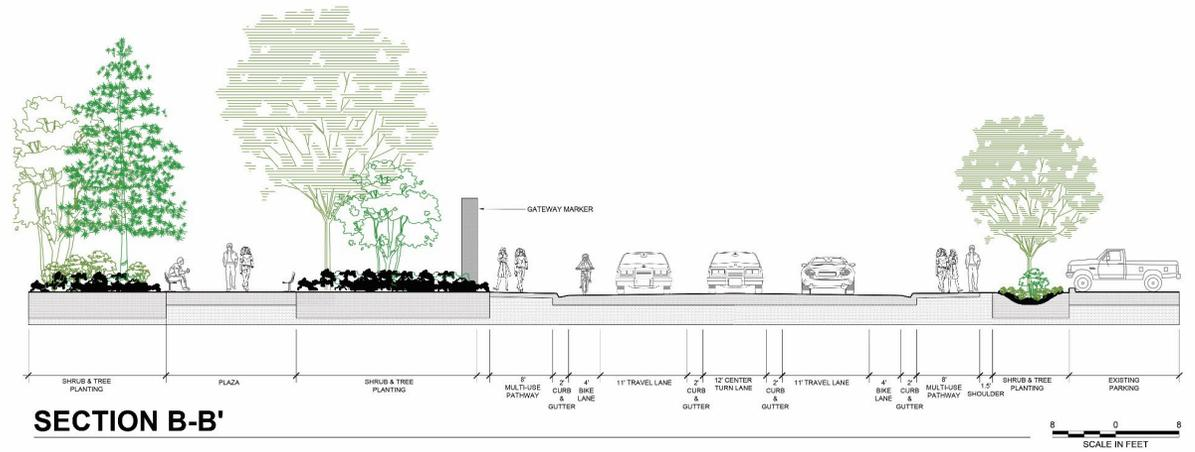 GATEWAY MARKER
SHRUB & TREE
PLANTING
PLAZA
SHRUB & TREE
PLANTING
8'
MULTI-USE
PATHWAY
2'
CURB
&
GUTTER
4'
BIKE
LANE
11' TRAVEL LANE
2'
CURB
&
GUTTER
12' CENTER
TURN LANE
2'
CURB
&
GUTTER
11' TRAVEL LANE
4'
BIKE
LANE
2'
CURB
&
GUTTER
8'
MULTI-USE
PATHWAY
1.5'
SHOULDER
SHRUB & TREE
PLANTING
EXISTING
PARKING
SECTION B-B'
8 0 8
SCALE IN FEET